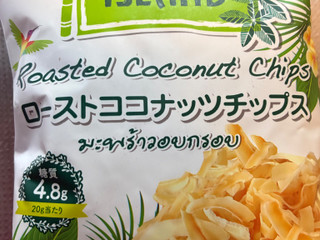 ISLAND
Roasted Coconut Chips
ローストココナッツチップス
มะพร้าวอบกรอบ
糖質
4.8g
20g当たり